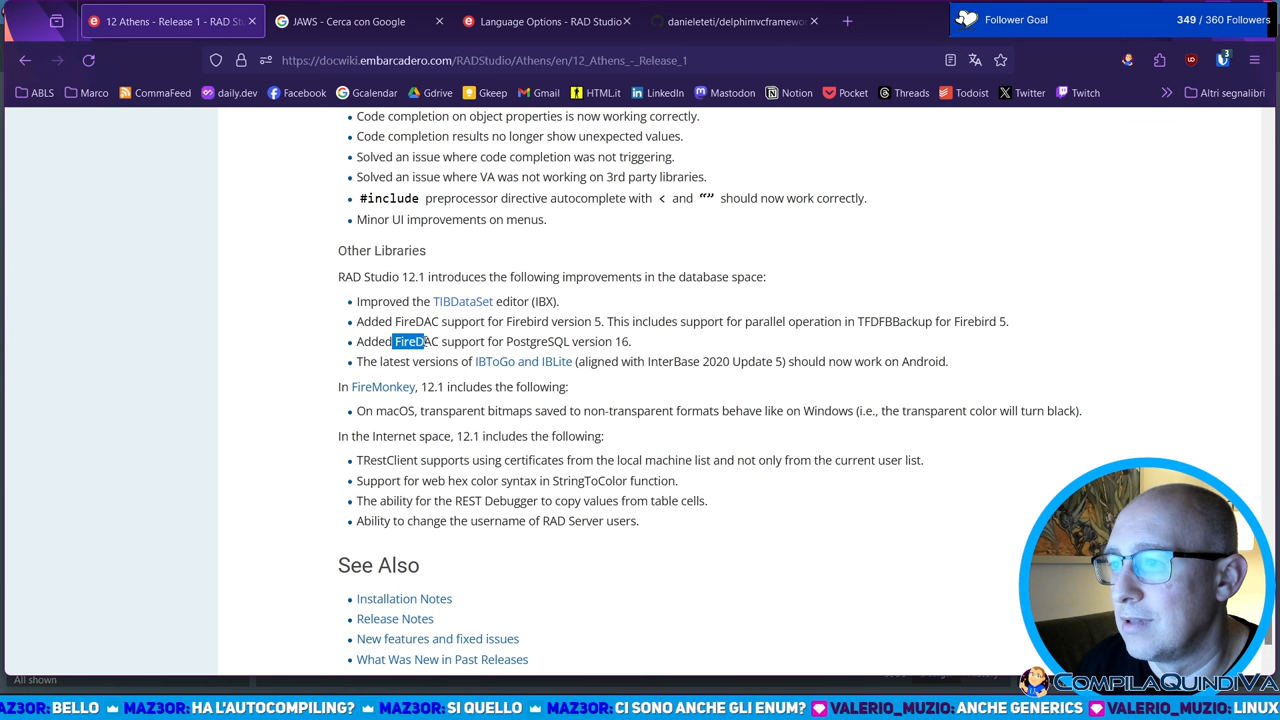 12 Athens - Release 1 - RAD S
JAWS - Cerca con Google
Language Options - RAD Studio
danieleteti/delphimvcframewo
Follower Goal
349 / 360 Followers
https://docwiki.embarcadero.com/RADStudio/Athens/en/12_Athens_-_Release_1
3
ABLS
Marco
CommaFeed
daily.dev
Facebook
Gcalendar
Gdrive
Gkeep
Gmail
HTML.it
LinkedIn
Mastodon
Notion
Pocket
Threads
Todoist
Twitter
Twitch
Altri segnalibri
Code completion on object properties is now working correctly.
Code completion results no longer show unexpected values.
Solved an issue where code completion was not triggering.
Solved an issue where VA was not working on 3rd party libraries.
#include preprocessor directive autocomplete with < and “” should now work correctly.
Minor UI improvements on menus.
Other Libraries
RAD Studio 12.1 introduces the following improvements in the database space:
Improved the TIBDataSet editor (IBX).
Added FireDAC support for Firebird version 5. This includes support for parallel operation in TFDFBBackup for Firebird 5.
Added FireDAC support for PostgreSQL version 16.
The latest versions of IBToGo and IBLite (aligned with InterBase 2020 Update 5) should now work on Android.
In FireMonkey, 12.1 includes the following:
On macOS, transparent bitmaps saved to non-transparent formats behave like on Windows (i.e., the transparent color will turn black).
In the Internet space, 12.1 includes the following:
TRestClient supports using certificates from the local machine list and not only from the current user list.
Support for web hex color syntax in StringToColor function.
The ability for the REST Debugger to copy values from table cells.
Ability to change the username of RAD Server users.
See Also
Installation Notes
Release Notes
New features and fixed issues
What Was New in Past Releases
All shown
COMPILAQUINDIVA
MAZ3OR: BELLO MAZ3OR: HA L'AUTOCOMPILING? MAZ3OR: SI QUELLO MAZ3OR: CI SONO ANCHE GLI ENUM? VALERIO_MUZIO: ANCHE GENERICS VALERIO_MUZIO: LINUX